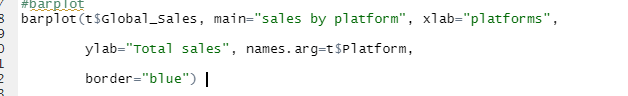 #barplot
barplot(t$Global_Sales, main="sales by platform", xlab="platforms",
ylab="Total sales", names.arg=t$Platform,
border="blue")